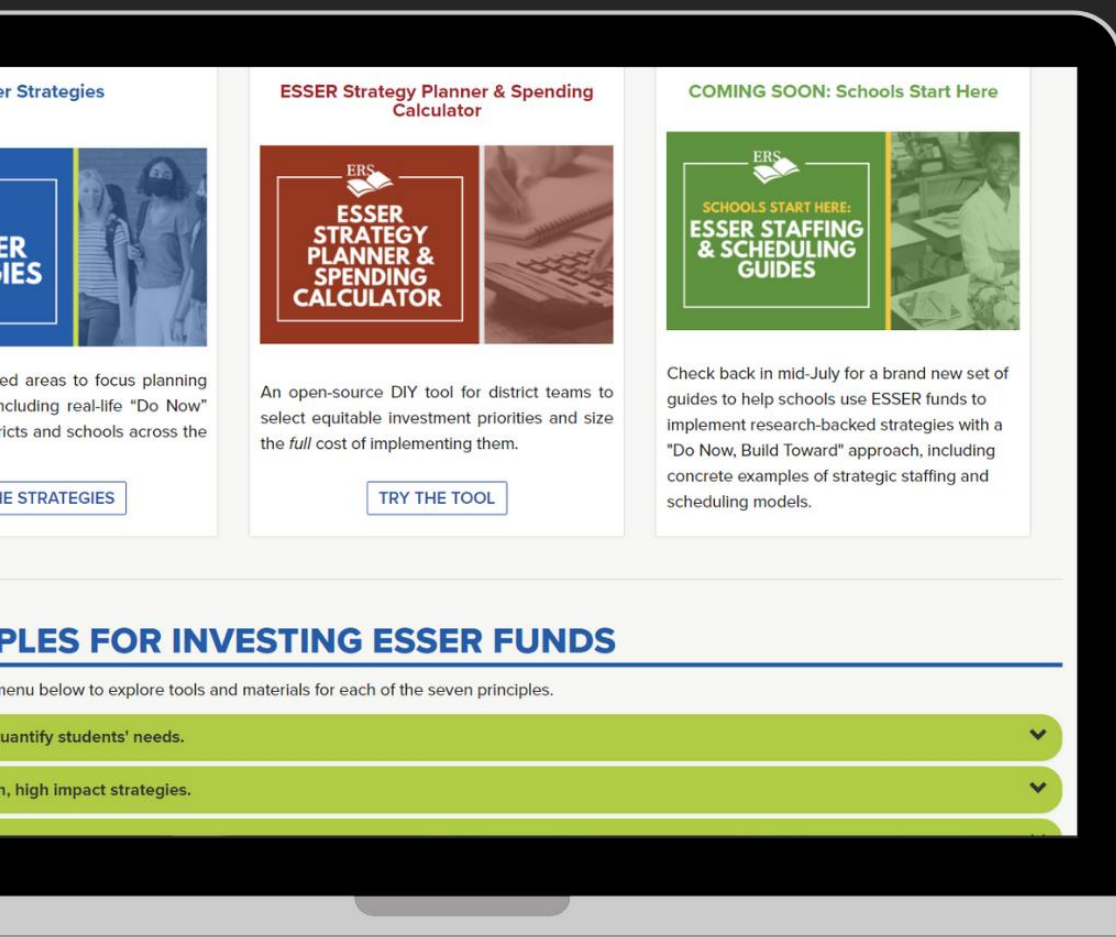 er Strategies
ER
IES
ed areas to focus planning
ncluding real-life “Do Now”
ricts and schools across the
HE STRATEGIES
ESSER Strategy Planner & Spending
Calculator
ERS
ESSER
STRATEGY
PLANNER &
SPENDING
CALCULATOR
An open-source DIY tool for district teams to
select equitable investment priorities and size
the full cost of implementing them.
TRY THE TOOL
COMING SOON: Schools Start Here
ERS
SCHOOLS START HERE:
ESSER STAFFING
& SCHEDULING
GUIDES
Check back in mid-July for a brand new set of
guides to help schools use ESSER funds to
implement research-backed strategies with a
"Do Now, Build Toward" approach, including
concrete examples of strategic staffing and
scheduling models.
PLES FOR INVESTING ESSER FUNDS
menu below to explore tools and materials for each of the seven principles.
uantify students' needs.
n, high impact strategies.